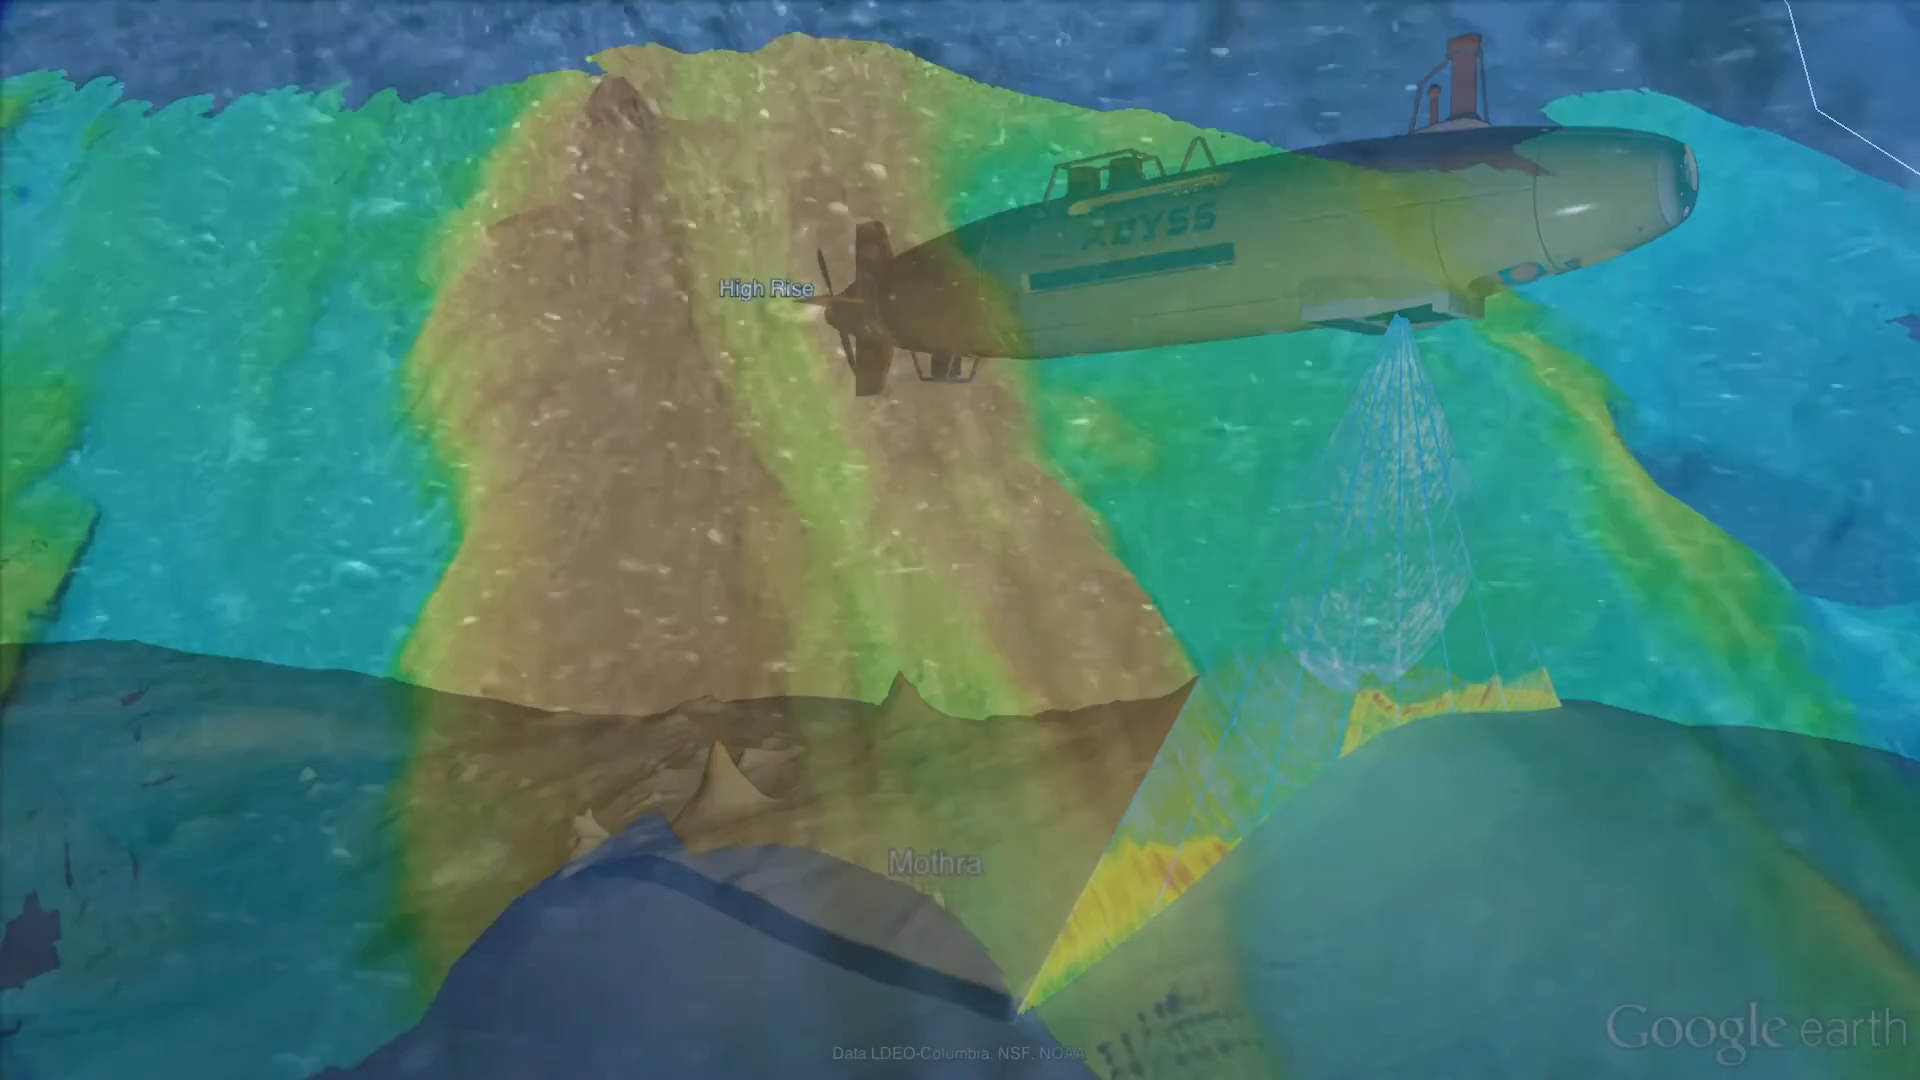 ABYSS
High Rise
Mothra
Google earth
Data LDEO-Columbia, NSF, NOAA